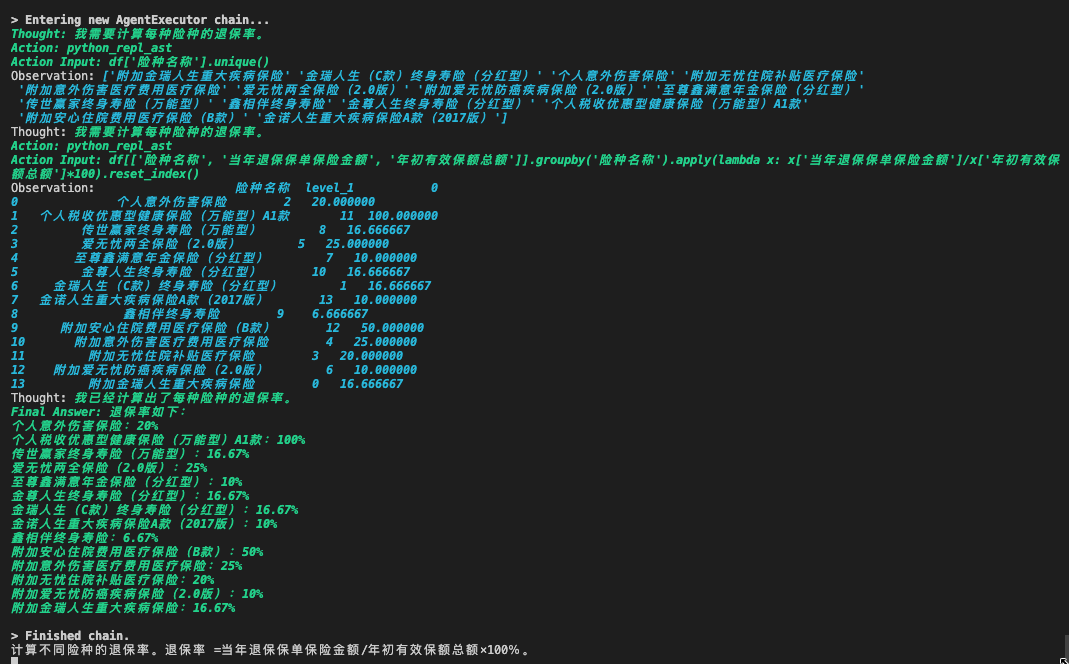 > Entering new AgentExecutor chain...
Thought: 我需要计算每种险种的退保率。
Action: python_repl_ast
Action Input: df['险种名称'].unique()
Observation: ['附加金瑞人生重大疾病保险' '金瑞人生（C款）终身寿险（分红型）' '个人意外伤害保险' '附加无忧住院补贴医疗保险'
'附加意外伤害医疗费用医疗保险' '爱无忧两全保险（2.0版）' '附加爱无忧防癌疾病保险（2.0版）' '至尊鑫满意年金保险（分红型）'
'传世赢家终身寿险（万能型）' '鑫相伴终身寿险' '金尊人生终身寿险（分红型）' '个人税收优惠型健康保险（万能型）A1款'
'附加安心住院费用医疗保险（B款）' '金诺人生重大疾病保险A款（2017版）']
Thought: 我需要计算每种险种的退保率。
Action: python_repl_ast
Action Input: df[['险种名称', '当年退保保单保险金额', '年初有效保额总额']].groupby('险种名称').apply(lambda x: x['当年退保保单保险金额']/x['年初有效保
额总额']*100).reset_index()
Observation: 险种名称 level_1 0
0 个人意外伤害保险 2 20.000000
1 个人税收优惠型健康保险（万能型）A1款 11 100.000000
2 传世赢家终身寿险（万能型） 8 16.666667
3 爱无忧两全保险（2.0版） 5 25.000000
4 至尊鑫满意年金保险（分红型） 7 10.000000
5 金尊人生终身寿险（分红型） 10 16.666667
6 金瑞人生（C款）终身寿险（分红型） 1 16.666667
7 金诺人生重大疾病保险A款（2017版） 13 10.000000
8 鑫相伴终身寿险 9 6.666667
9 附加安心住院费用医疗保险（B款） 12 50.000000
10 附加意外伤害医疗费用医疗保险 4 25.000000
11 附加无忧住院补贴医疗保险 3 20.000000
12 附加爱无忧防癌疾病保险（2.0版） 6 10.000000
13 附加金瑞人生重大疾病保险 0 16.666667
Thought: 我已经计算出了每种险种的退保率。
Final Answer: 退保率如下：
个人意外伤害保险：20%
个人税收优惠型健康保险（万能型）A1款：100%
传世赢家终身寿险（万能型）：16.67%
爱无忧两全保险（2.0版）：25%
至尊鑫满意年金保险（分红型）：10%
金尊人生终身寿险（分红型）：16.67%
金瑞人生（C款）终身寿险（分红型）：16.67%
金诺人生重大疾病保险A款（2017版）：10%
鑫相伴终身寿险：6.67%
附加安心住院费用医疗保险（B款）：50%
附加意外伤害医疗费用医疗保险：25%
附加无忧住院补贴医疗保险：20%
附加爱无忧防癌疾病保险（2.0版）：10%
附加金瑞人生重大疾病保险：16.67%
> Finished chain.
计算不同险种的退保率。退保率 =当年退保保单保险金额/年初有效保额总额×100%。